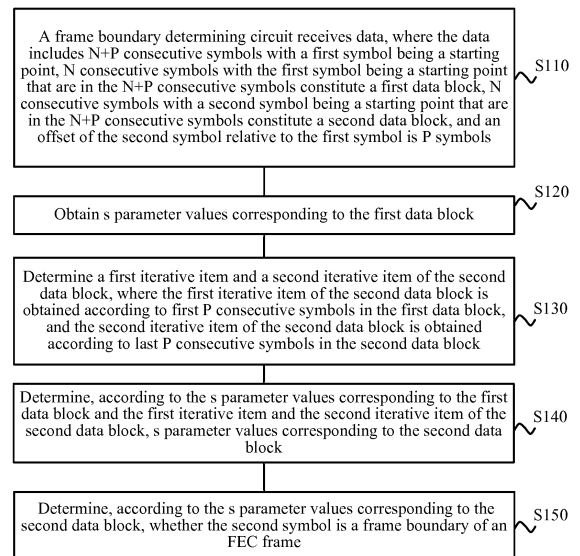 A frame boundary determining circuit receives data, where the data
includes N+P consecutive symbols with a first symbol being a starting
point, N consecutive symbols with the first symbol being a starting point
that are in the N+P consecutive symbols constitute a first data block, N
consecutive symbols with a second symbol being a starting point that are
in the N+P consecutive symbols constitute a second data block, and an
offset of the second symbol relative to the first symbol is P symbols
S110
Obtain s parameter values corresponding to the first data block
S120
Determine a first iterative item and a second iterative item of the second
data block, where the first iterative item of the second data block is
obtained according to first P consecutive symbols in the first data block,
and the second iterative item of the second data block is obtained
according to last P consecutive symbols in the second data block
S130
Determine, according to the s parameter values corresponding to the first
data block and the first iterative item and the second iterative item of the
second data block, s parameter values corresponding to the second data
block
S140
Determine, according to the s parameter values corresponding to the
second data block, whether the second symbol is a frame boundary of an
FEC frame
S150